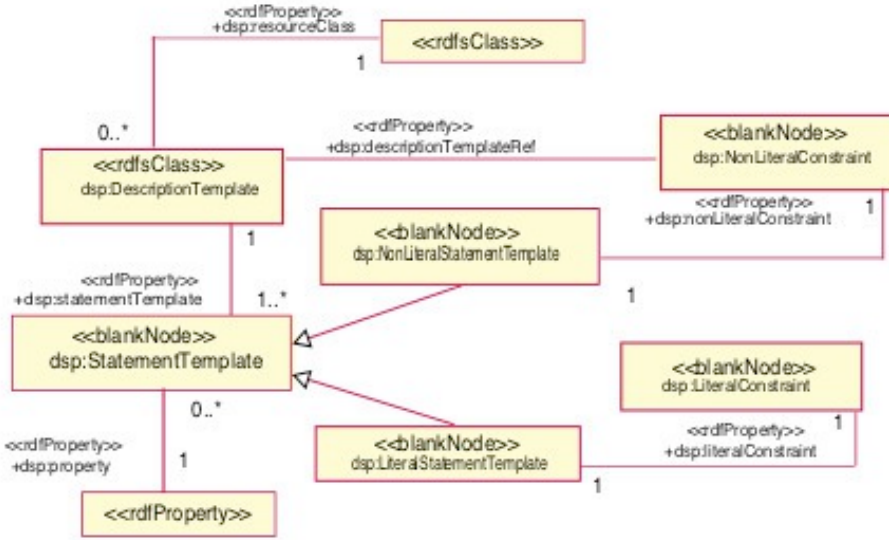 <<rdfProperty>>
+dsp:resourceClass
<<rdfsClass>>
1
0..*
<<rdfProperty>>
+dsp:descriptionTemplateRef
<<blankNode>>
dsp:NonLiteralConstraint
<<rdfsClass>>
dsp:DescriptionTemplate
<<rdfProperty>>
+dsp:nonLiteralConstraint
1
1
<<blankNode>>
dsp:NonLiteralStatementTemplate
<<rdfProperty>>
+dsp:statementTemplate
1..*
1
<<blankNode>>
dsp:StatementTemplate
<<blankNode>>
dsp:LiteralConstraint
0..*
1
<<rdfProperty>>
+dsp:property
1
<<blankNode>>
dsp:LiteralStatementTemplate
<<rdfProperty>>
+dsp:literalConstraint
1
<<rdfProperty>>